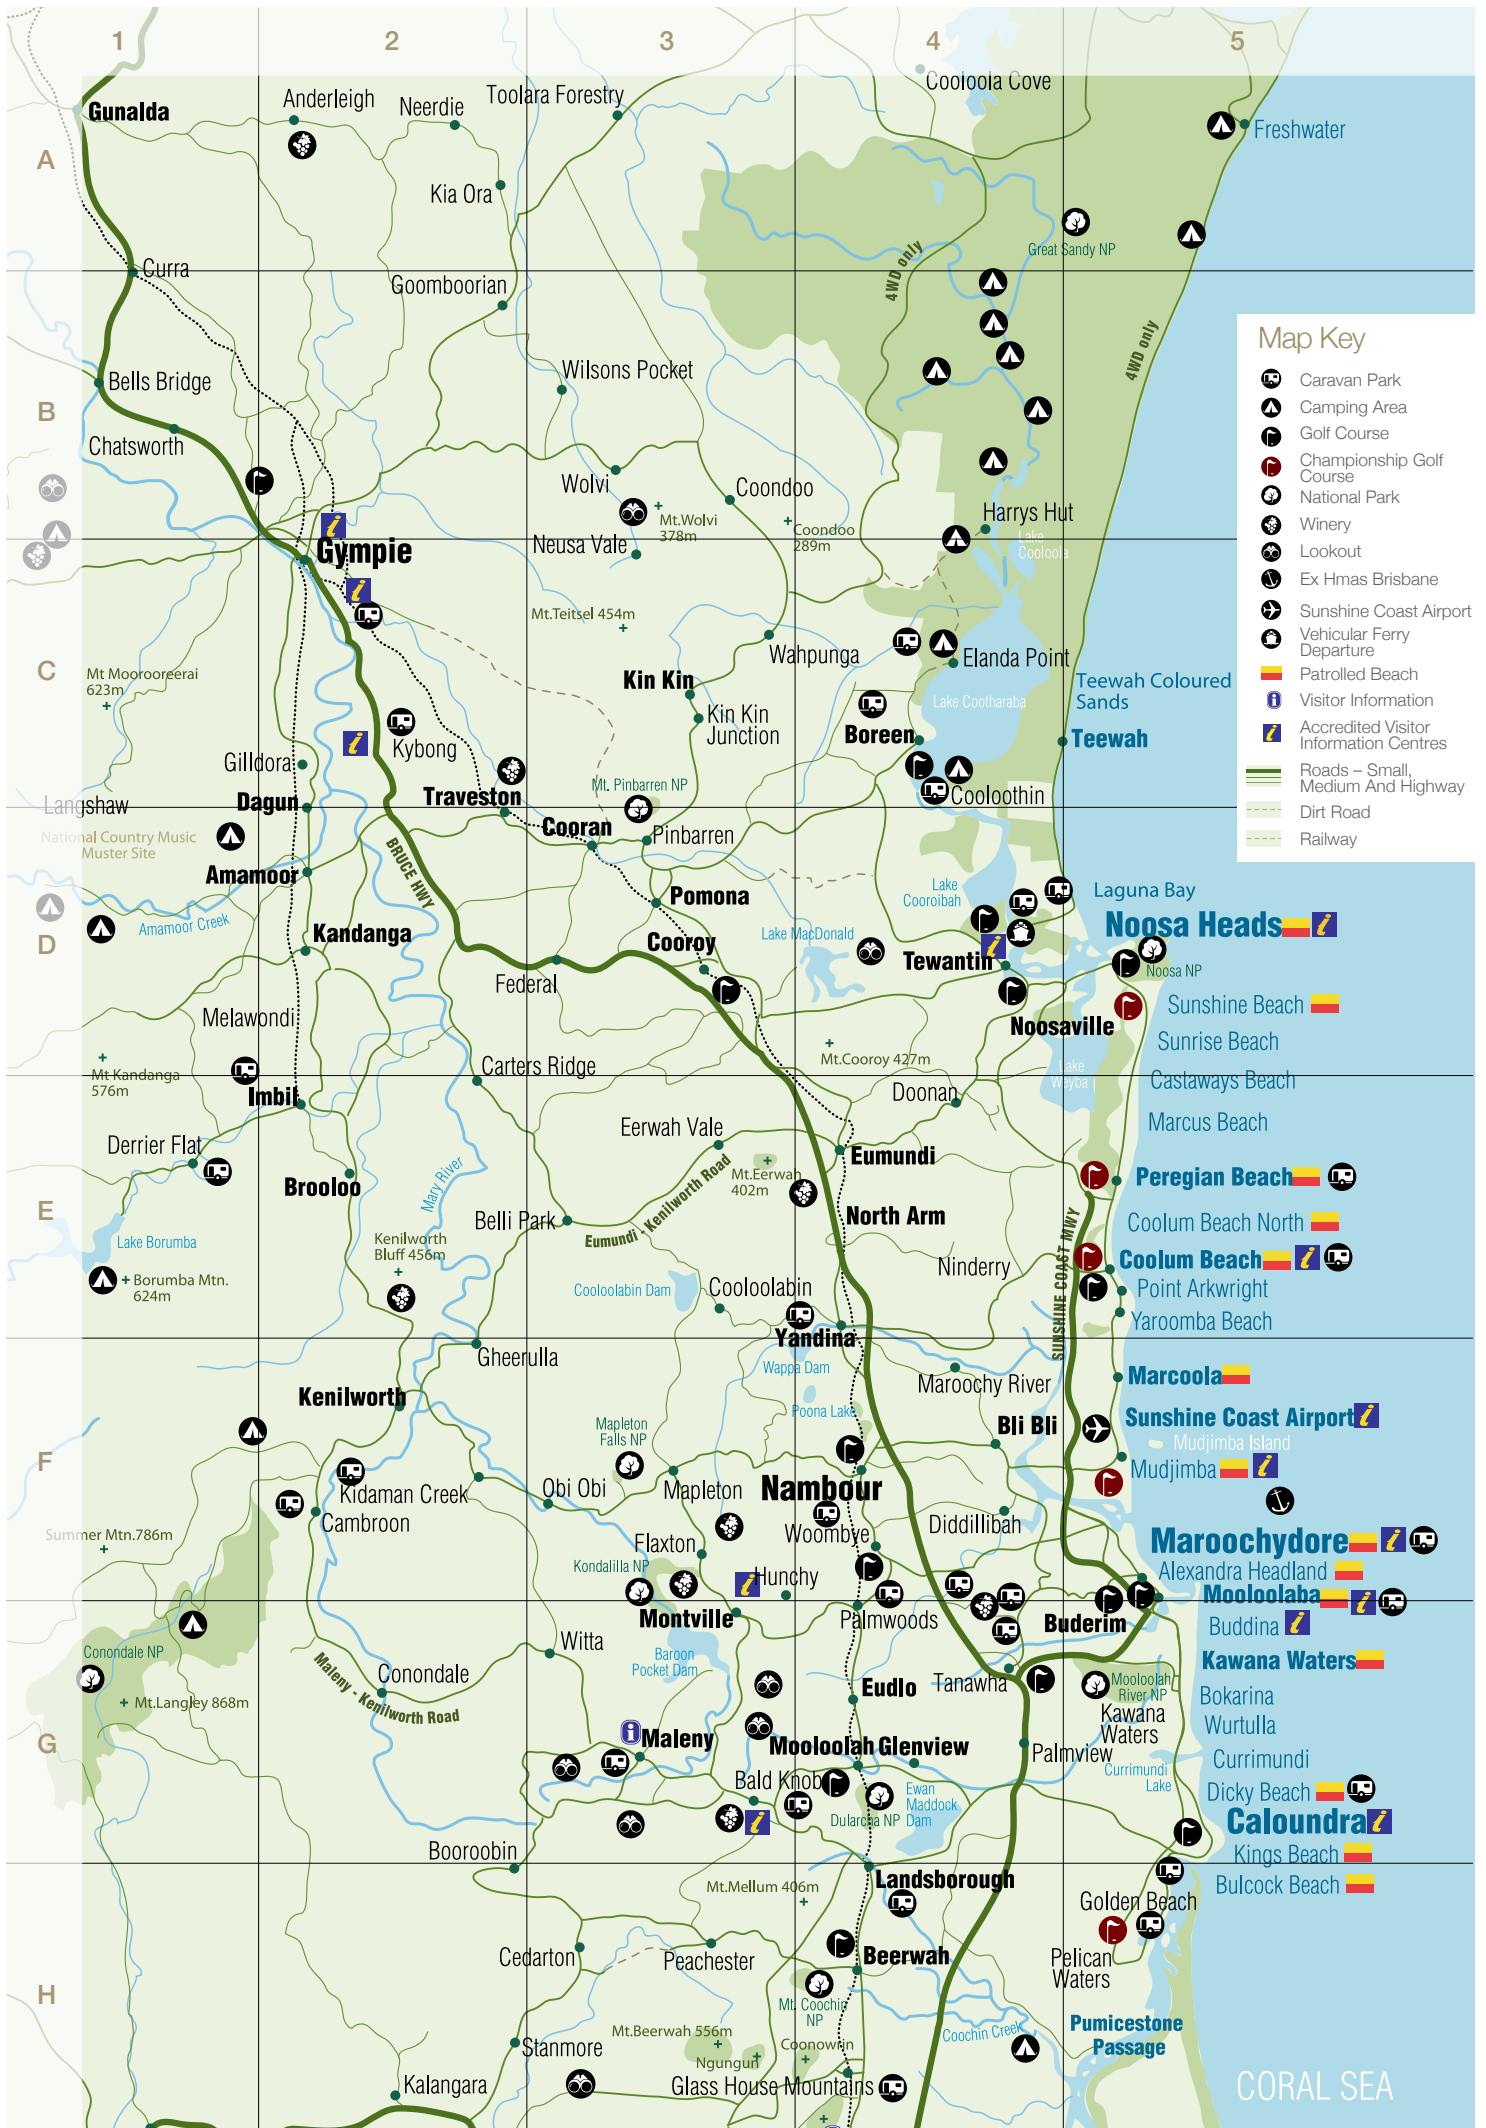 1
2
3
4
5
A
B
C
D
E
F
G
H
Cooloola Cove
Gunalda
Anderleigh
Neerdie
Toolara Forestry
Freshwater
Kia Ora
Great Sandy NP
Curra
Goomboorian
4WD only
4WD only
Map Key
Caravan Park
Camping Area
Golf Course
Championship Golf
Course
National Park
Winery
Lookout
Ex Hmas Brisbane
Sunshine Coast Airport
Vehicular Ferry
Departure
Patrolled Beach
Visitor Information
Accredited Visitor
Information Centres
Roads – Small,
Medium And Highway
Dirt Road
Railway
Bells Bridge
Wilsons Pocket
Chatsworth
Wolvi
Coondoo
Mt.Wolvi
378m
Coondoo
289m
Harrys Hut
Lake
Cooloola
Gympie
Neusa Vale
Mt.Teitsel 454m
Wahpunga
Elanda Point
Mt Moorooreerai
623m
Kin Kin
Kin Kin
Junction
Lake Cootharaba
Teewah Coloured
Sands
Teewah
Boreen
Kybong
Gilldora
Langshaw
Dagun
Traveston
Mt. Pinbarren NP
Cooloothin
National Country Music
Muster Site
Cooran
Pinbarren
BRUCE HWY
Amamoor
Pomona
Lake
Cooroibah
Laguna Bay
Noosa Heads
Amamoor Creek
Kandanga
Cooroy
Lake MacDonald
Tewantin
Noosa NP
Federal
Sunshine Beach
Melawondi
Noosaville
Sunrise Beach
Mt Kandanga
576m
Carters Ridge
Mt.Cooroy 427m
Lake
Weyba
Castaways Beach
Imbil
Doonan
Marcus Beach
Derrier Flat
Eerwah Vale
Eumundi
Mary River
Mt.Eerwah
402m
Brooloo
Peregian Beach
Belli Park
Eumundi - Kenilworth Road
North Arm
Coolum Beach North
Lake Borumba
Kenilworth
Bluff 456m
SUNSHINE COAST MWY
Borumba Mtn.
624m
Cooloolabin Dam
Cooloolabin
Ninderry
Coolum Beach
Point Arkwright
Yandina
Yaroomba Beach
Gheerulla
Wappa Dam
Maroochy River
Marcoola
Kenilworth
Poona Lake
Mapleton
Falls NP
Bli Bli
Sunshine Coast Airport
Mudjimba Island
Mudjimba
Kidaman Creek
Obi Obi
Mapleton
Nambour
Cambroon
Woombye
Diddillibah
Summer Mtn.786m
Flaxton
Maroochydore
Kondalilla NP
Hunchy
Alexandra Headland
Montville
Palmwoods
Buderim
Mooloolaba
Buddina
Conondale NP
Witta
Baroon
Pocket Dam
Kawana Waters
Conondale
Maleny - Kenilworth Road
Mt.Langley 868m
Eudlo
Tanawha
Mooloolah
River NP
Bokarina
Kawana
Waters
Wurtulla
Maleny
Mooloolah
Glenview
Palmview
Currimundi
Currimundi
Lake
Bald Knob
Ewan
Maddock
Dam
Dicky Beach
Dularcha NP
Caloundra
Booroobin
Kings Beach
Landsborough
Bulcock Beach
Mt.Mellum 406m
Golden Beach
Cedarton
Peachester
Beerwah
Pelican
Waters
Mt. Coochin
NP
Pumicestone
Passage
Mt.Beerwah 556m
Coochin Creek
Stanmore
Ngungun
Coonowrin
Kalangara
Glass House Mountains
CORAL SEA